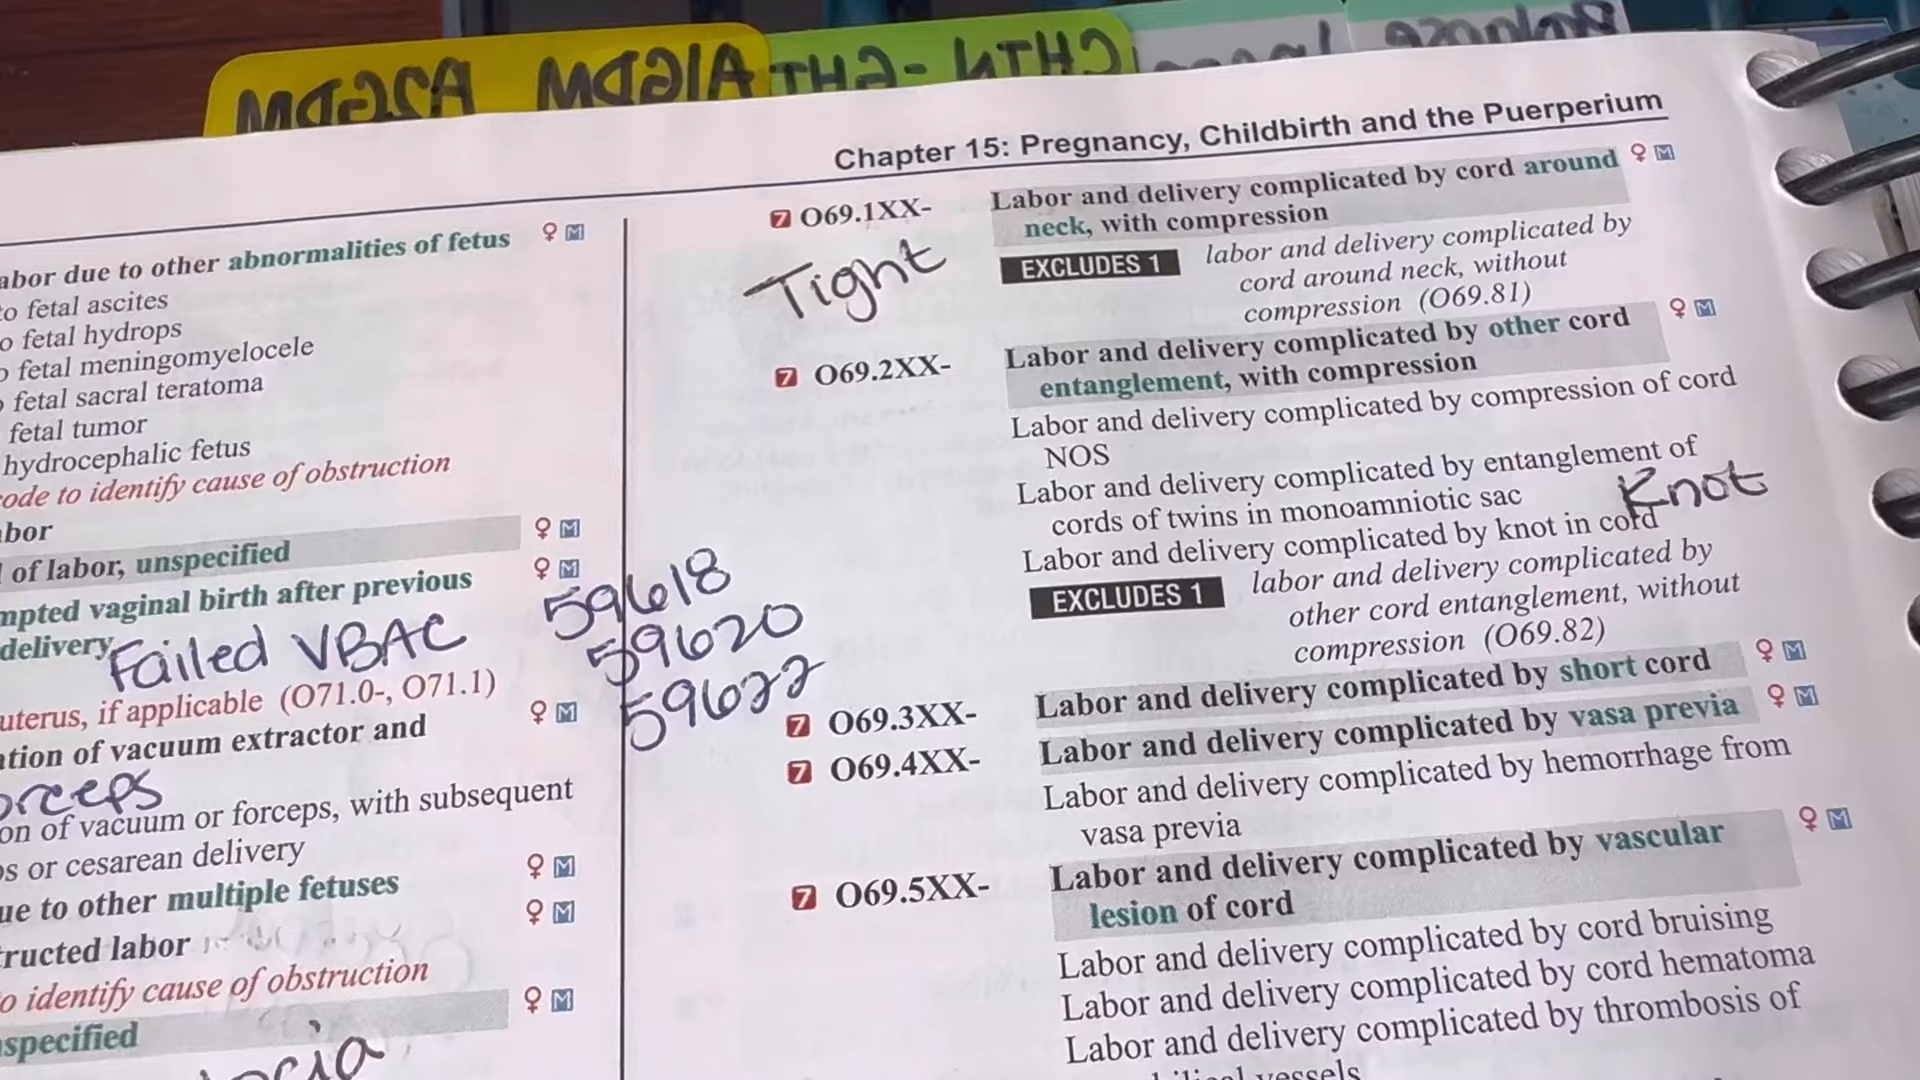 Chapter 15: Pregnancy, Childbirth and the Puerperium
abor due to other abnormalities of fetus
o fetal ascites
o fetal hydrops
fetal meningomyelocele
fetal sacral teratoma
fetal tumor
hydrocephalic fetus
ode to identify cause of obstruction
bor
of labor, unspecified
mpted vaginal birth after previous
delivery
Failed VBAC
59618
59620
59622
uterus, if applicable (O71.0-, O71.1)
ation of vacuum extractor and
orceps
on of vacuum or forceps, with subsequent
s or cesarean delivery
ue to other multiple fetuses
ructed labor
o identify cause of obstruction
specified
7 O69.1XX- Labor and delivery complicated by cord around
neck, with compression
Tight
EXCLUDES 1 labor and delivery complicated by
cord around neck, without
compression (O69.81)
7 O69.2XX- Labor and delivery complicated by other cord
entanglement, with compression
Labor and delivery complicated by compression of cord
NOS
Labor and delivery complicated by entanglement of
cords of twins in monoamniotic sac
Knot
Labor and delivery complicated by knot in cord
EXCLUDES 1 labor and delivery complicated by
other cord entanglement, without
compression (O69.82)
7 O69.3XX- Labor and delivery complicated by short cord
7 O69.4XX- Labor and delivery complicated by vasa previa
Labor and delivery complicated by hemorrhage from
vasa previa
7 O69.5XX- Labor and delivery complicated by vascular
lesion of cord
Labor and delivery complicated by cord bruising
Labor and delivery complicated by cord hematoma
Labor and delivery complicated by thrombosis of
vessels